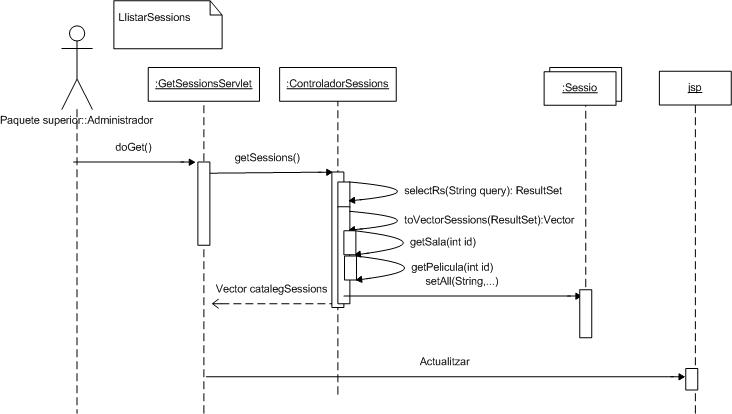 LlistarSessions
:GetSessionsServlet
:ControladorSessions
:Sessio
jsp
Paquete superior::Administrador
doGet()
getSessions()
selectRs(String query): ResultSet
toVectorSessions(ResultSet):Vector
getSala(int id)
getPelicula(int id)
setAll(String,...)
Vector catalegSessions
Actualitzar